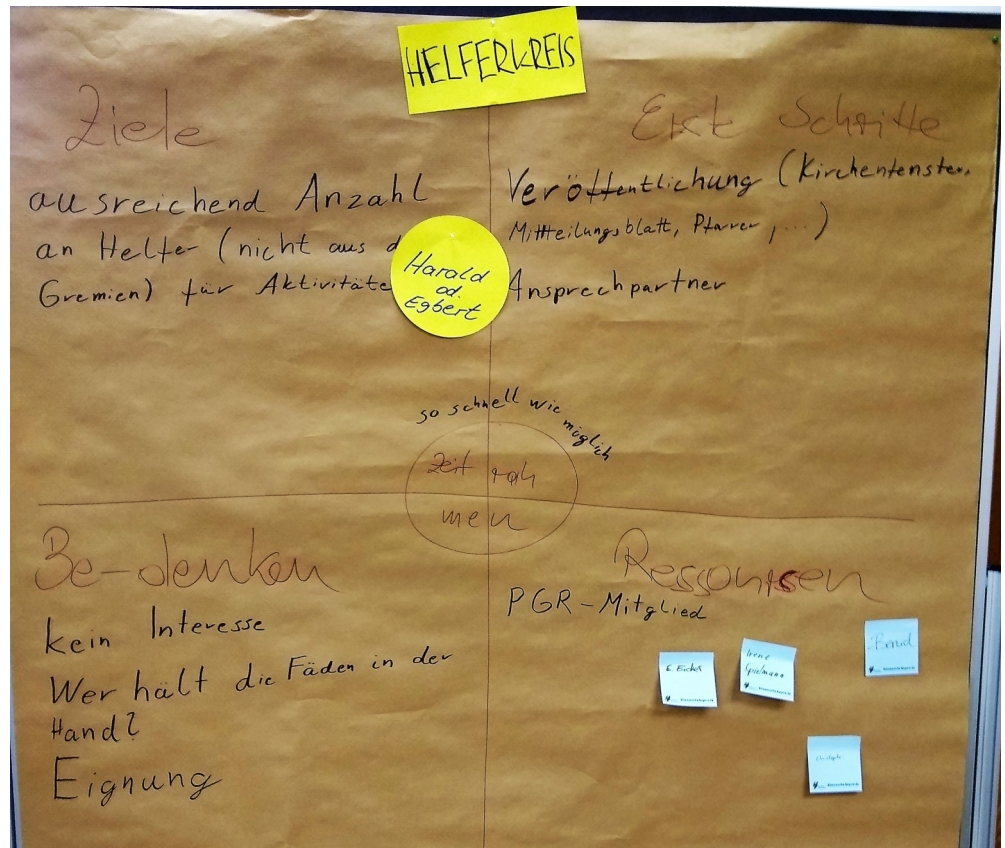 HELFERKREIS
Ziele
ausreichend Anzahl
an Helfer (nicht aus d
Gremien) für Aktivitäte
Harald
od.
Egbert
Erst Schritte
Veröffentlichung (Kirchenfenster,
Mitteilungsblatt, Pfarrer, ...)
Ansprechpartner
so schnell wie möglich
Zeit rah
men
Be-denken
kein Interesse
Wer hält die Fäden in der
Hand?
Eignung
Ressourcen
PGR-Mitglied
Irene